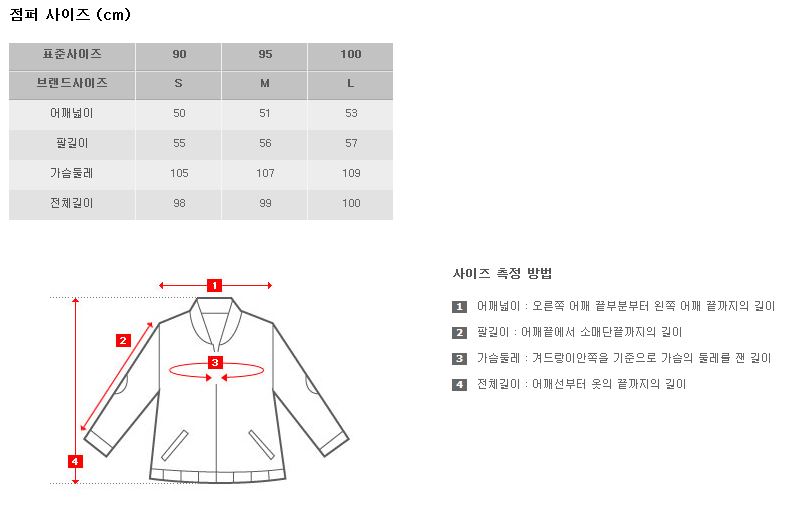 점퍼 사이즈 (cm)
표준사이즈 90 95 100
브랜드사이즈 S M L
어깨넓이 50 51 53
팔길이 55 56 57
가슴둘레 105 107 109
전체길이 98 99 100
1
2
3
4
사이즈 측정 방법
1 어깨넓이 : 오른쪽 어깨 끝부분부터 왼쪽 어깨 끝까지의 길이
2 팔길이 : 어깨끝에서 소매단끝까지의 길이
3 가슴둘레 : 겨드랑이안쪽을 기준으로 가슴의 둘레를 잰 길이
4 전체길이 : 어깨선부터 옷의 끝까지의 길이